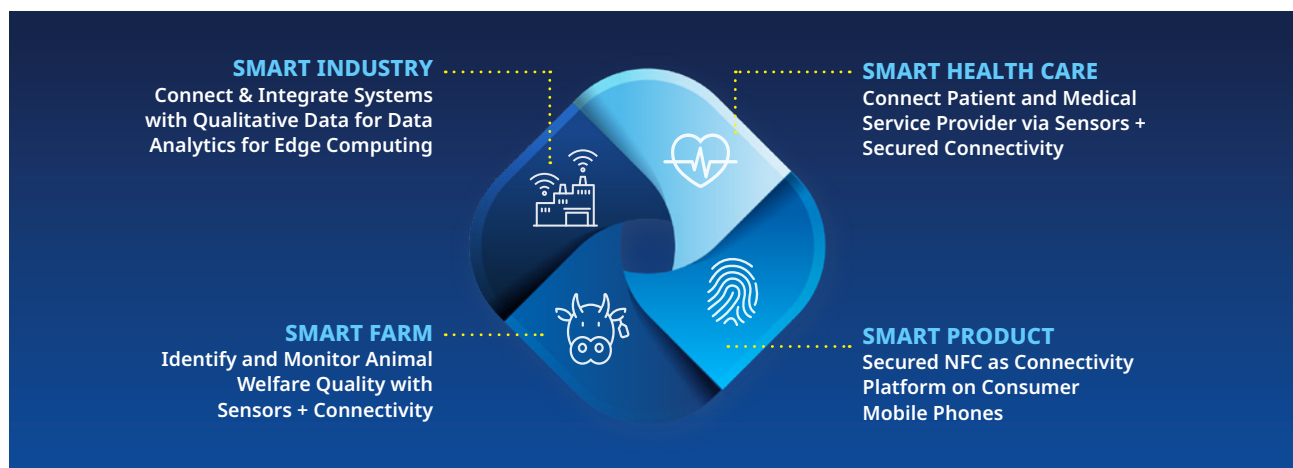 SMART INDUSTRY
Connect & Integrate Systems
with Qualitative Data for Data
Analytics for Edge Computing
SMART HEALTH CARE
Connect Patient and Medical
Service Provider via Sensors +
Secured Connectivity
SMART FARM
Identify and Monitor Animal
Welfare Quality with
Sensors + Connectivity
SMART PRODUCT
Secured NFC as Connectivity
Platform on Consumer
Mobile Phones